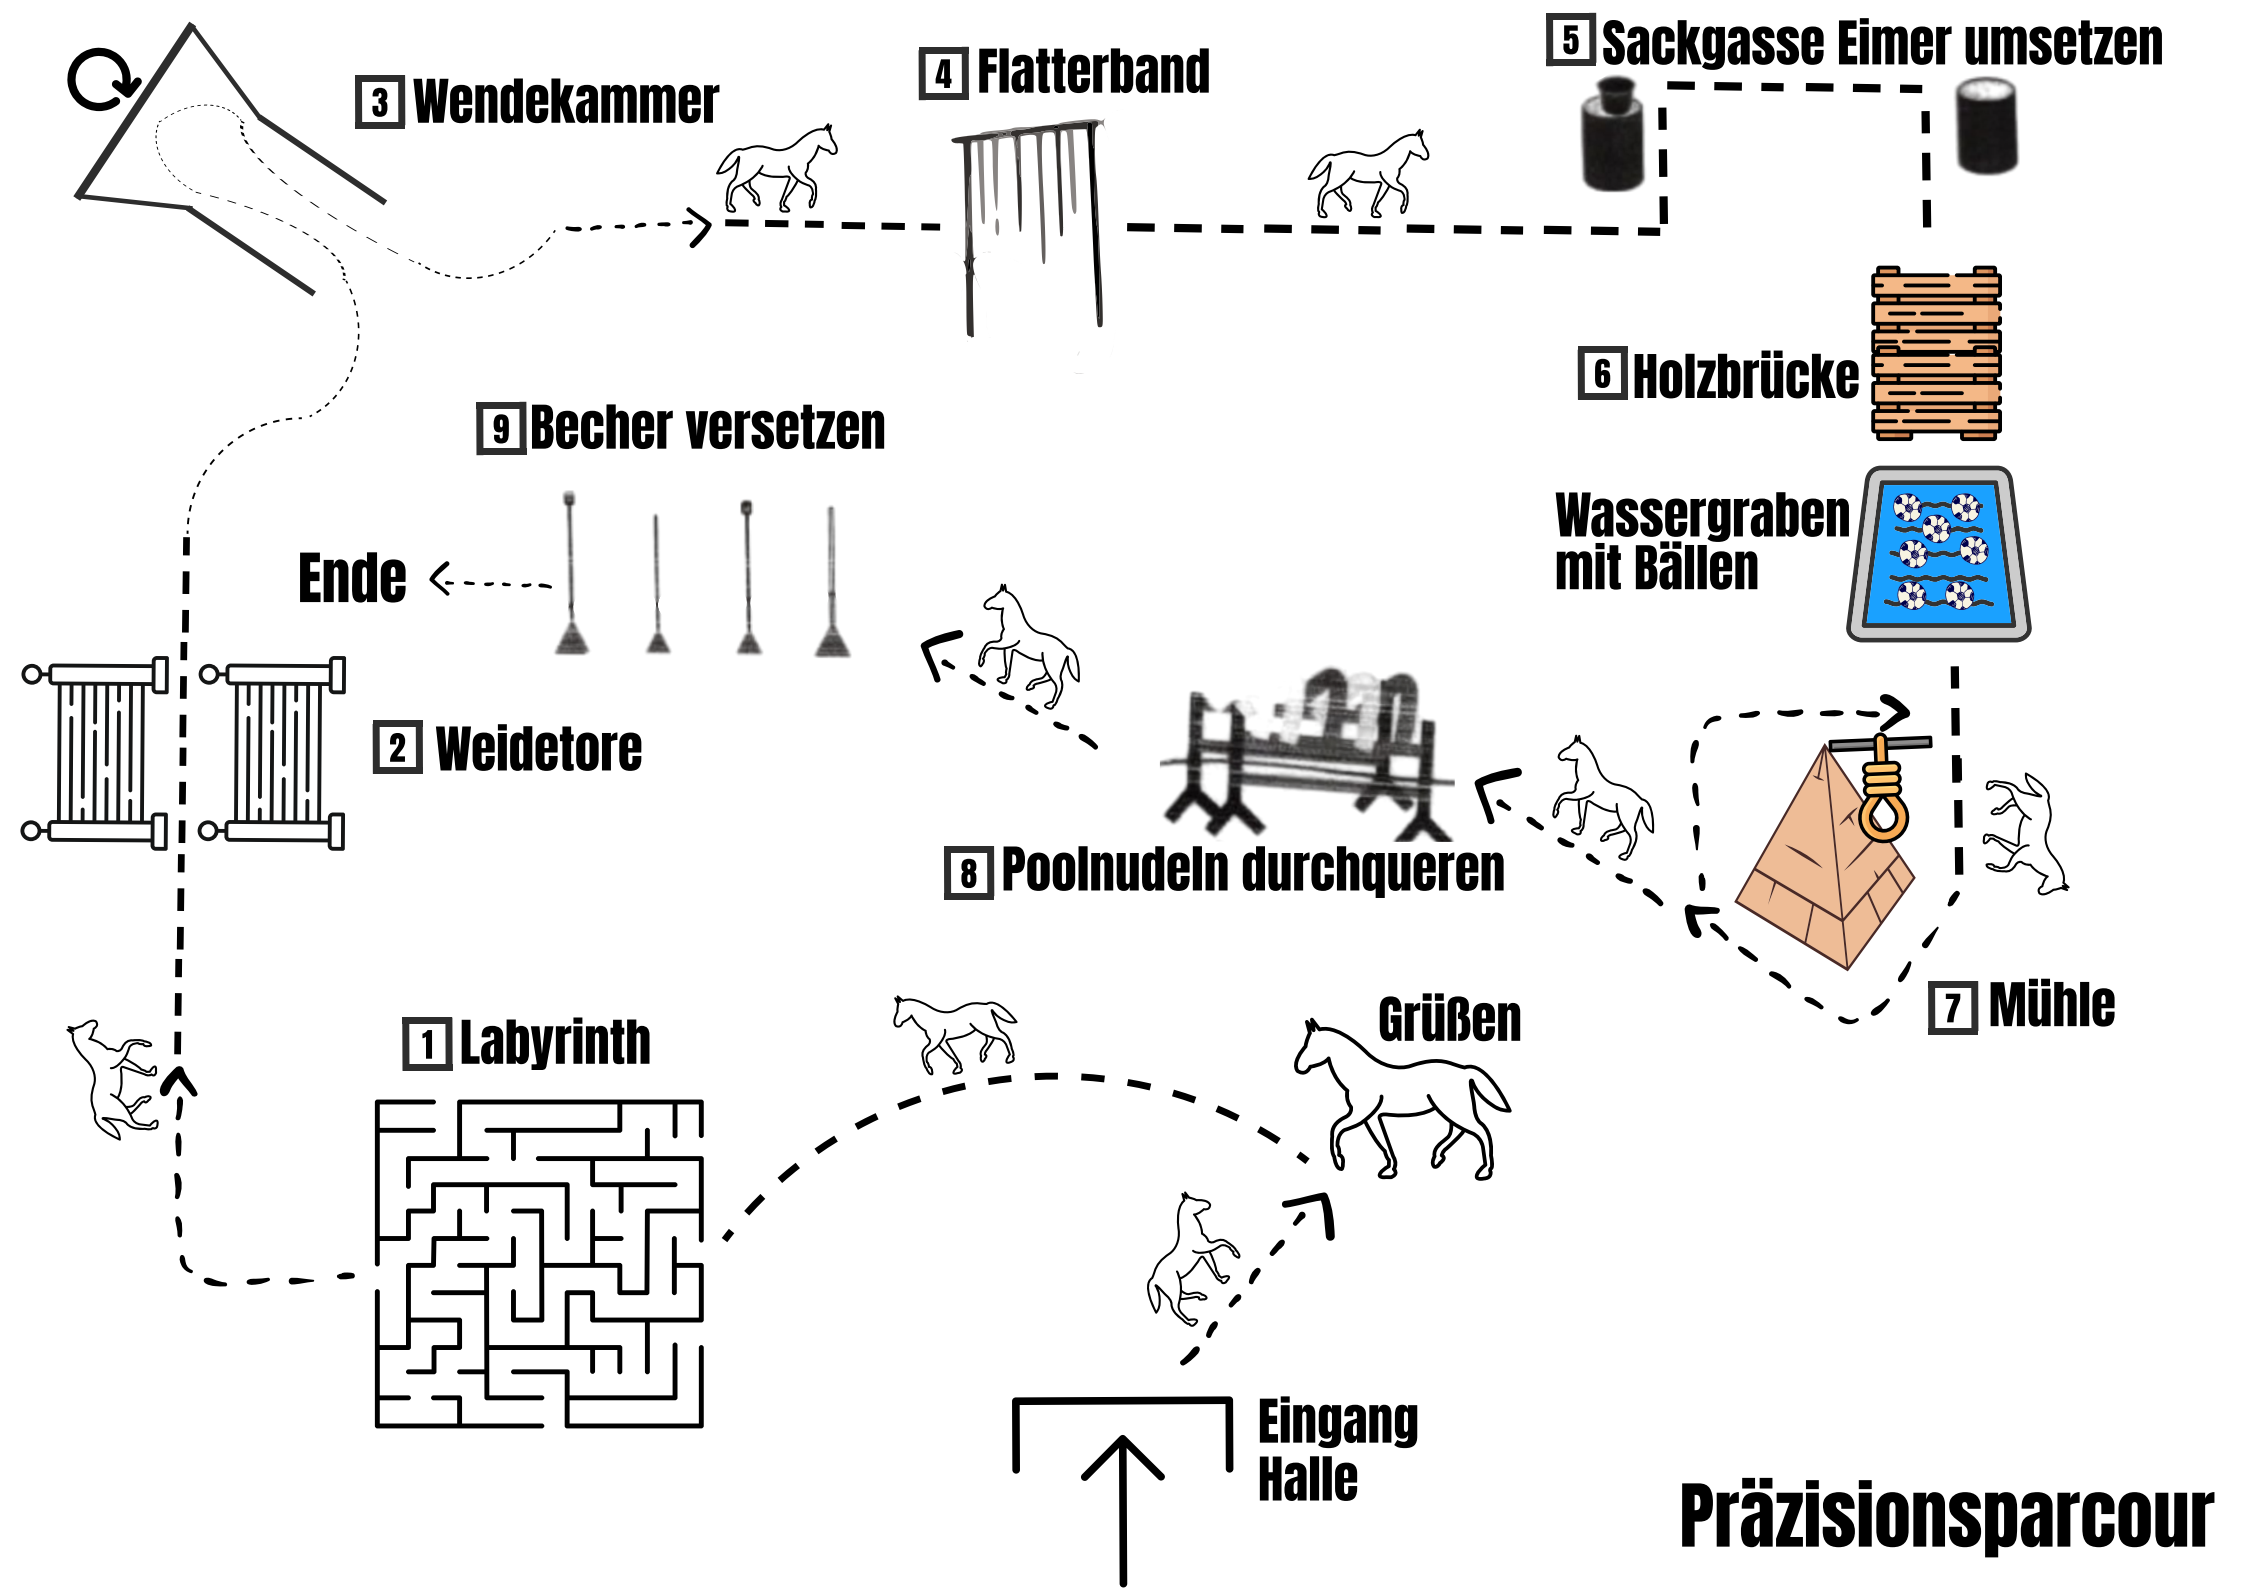 3 Wendekammer
4 Flatterband
5 Sackgasse Eimer umsetzen
6 Holzbrücke
9 Becher versetzen
Wassergraben
mit Bällen
Ende
2 Weidetore
8 Poolnudeln durchqueren
7 Mühle
1 Labyrinth
Grüßen
Eingang
Halle
Präzisionsparcour